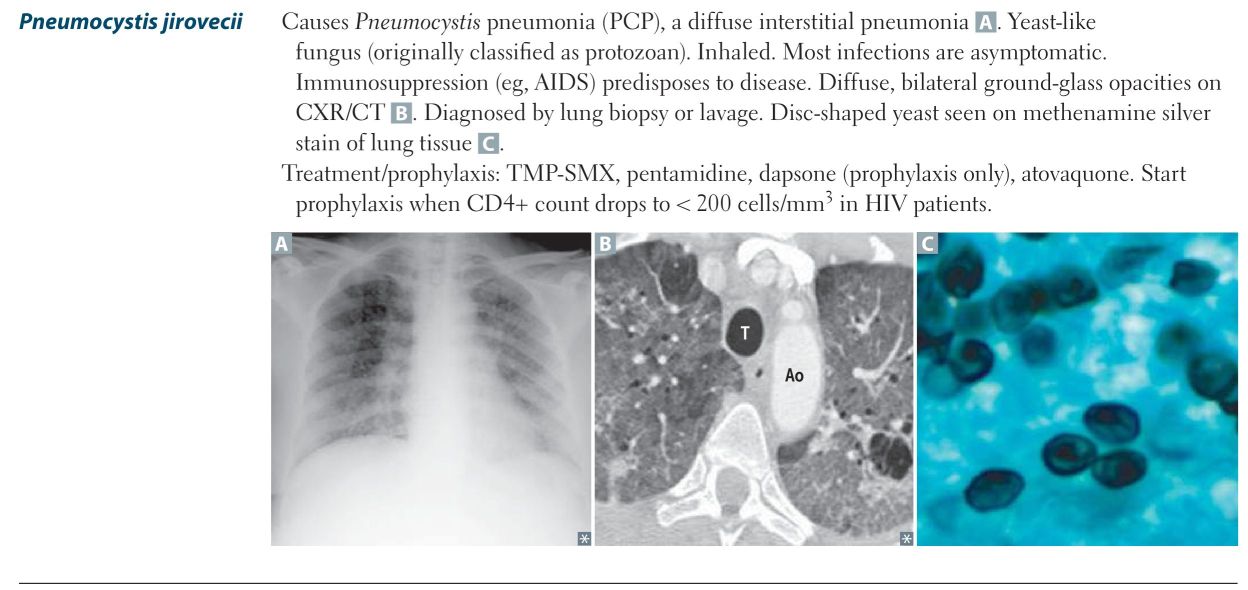 Pneumocystis jirovecii
Causes Pneumocystis pneumonia (PCP), a diffuse interstitial pneumonia A. Yeast-like
fungus (originally classified as protozoan). Inhaled. Most infections are asymptomatic.
Immunosuppression (eg, AIDS) predisposes to disease. Diffuse, bilateral ground-glass opacities on
CXR/CT B. Diagnosed by lung biopsy or lavage. Disc-shaped yeast seen on methenamine silver
stain of lung tissue C.
Treatment/prophylaxis: TMP-SMX, pentamidine, dapsone (prophylaxis only), atovaquone. Start
prophylaxis when CD4+ count drops to < 200 cells/mm³ in HIV patients.
A
B
C
T
Ao
*
*